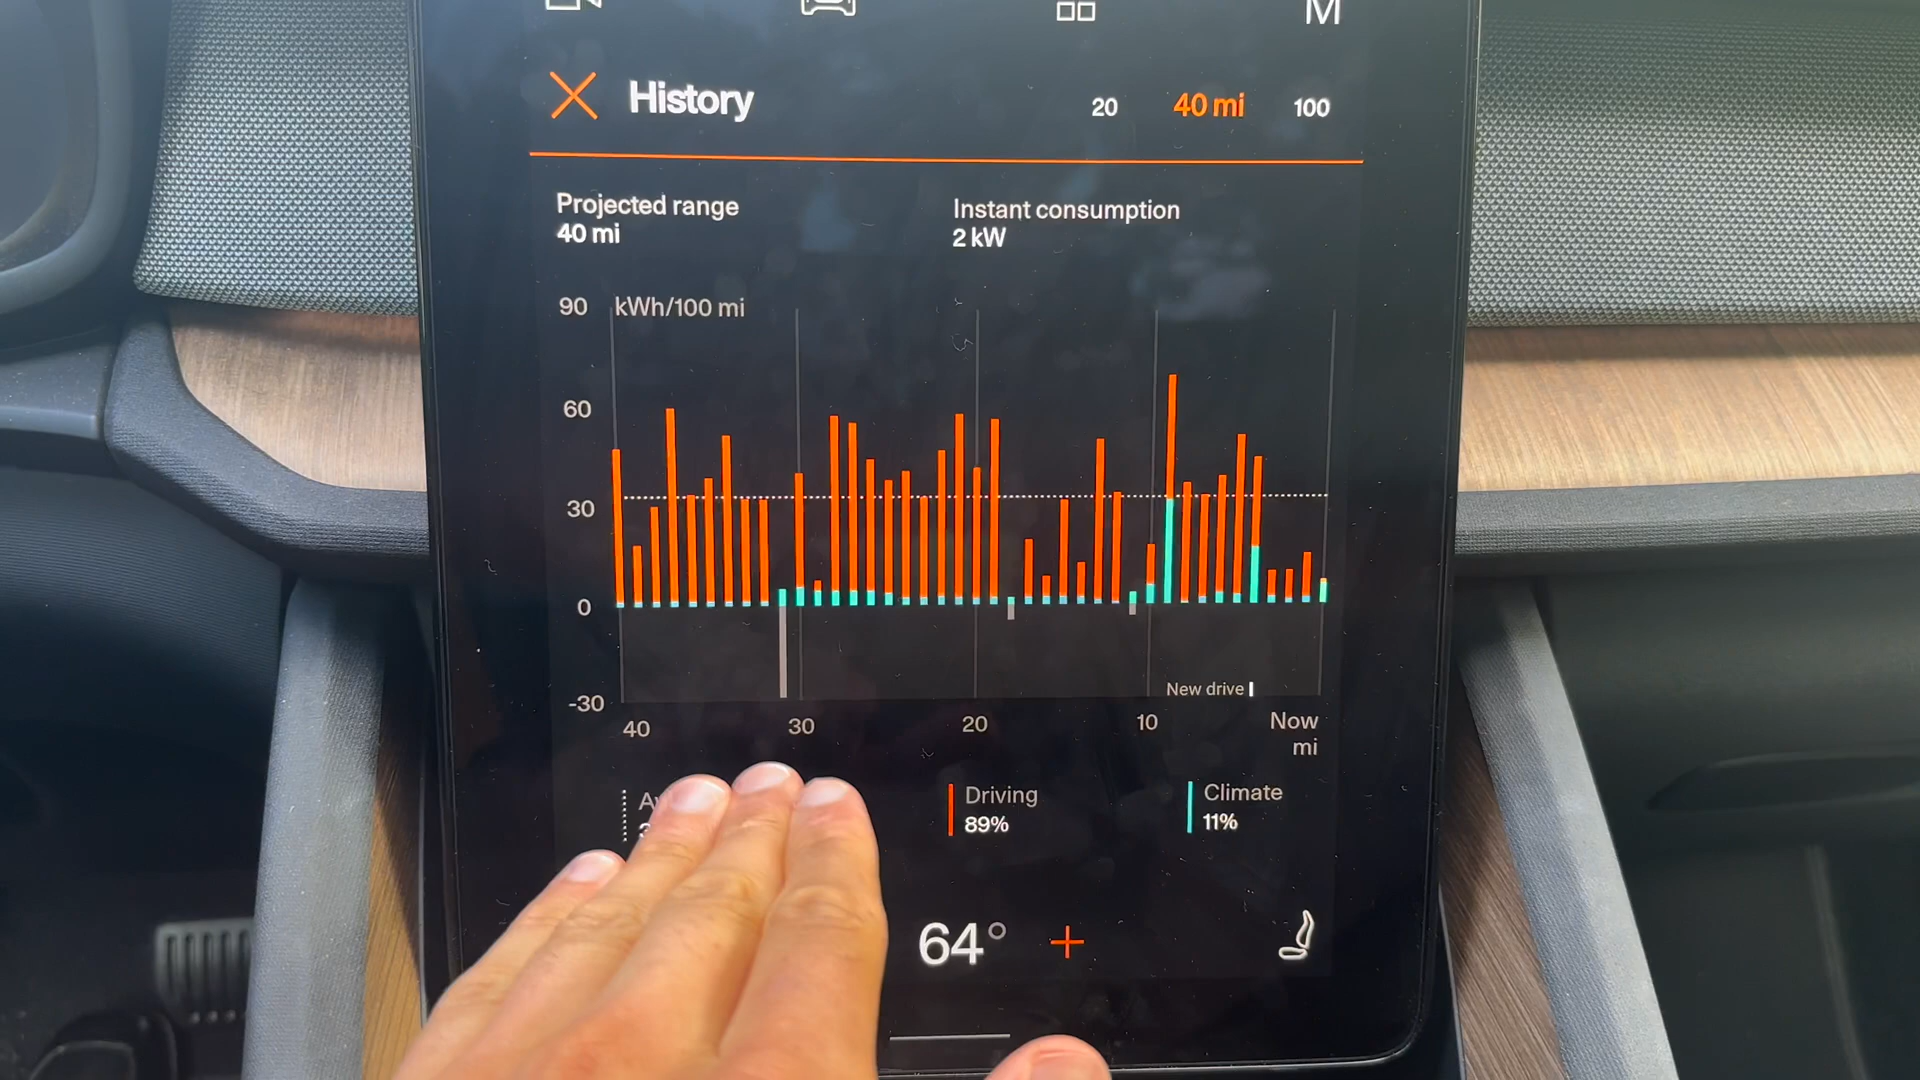 M
History
20 40 mi 100
Projected range
40 mi
Instant consumption
2 kW
90 kWh/100 mi
60
30
0
-30
New drive
40 30 20 10 Now
mi
Driving
89%
Climate
11%
64°
+